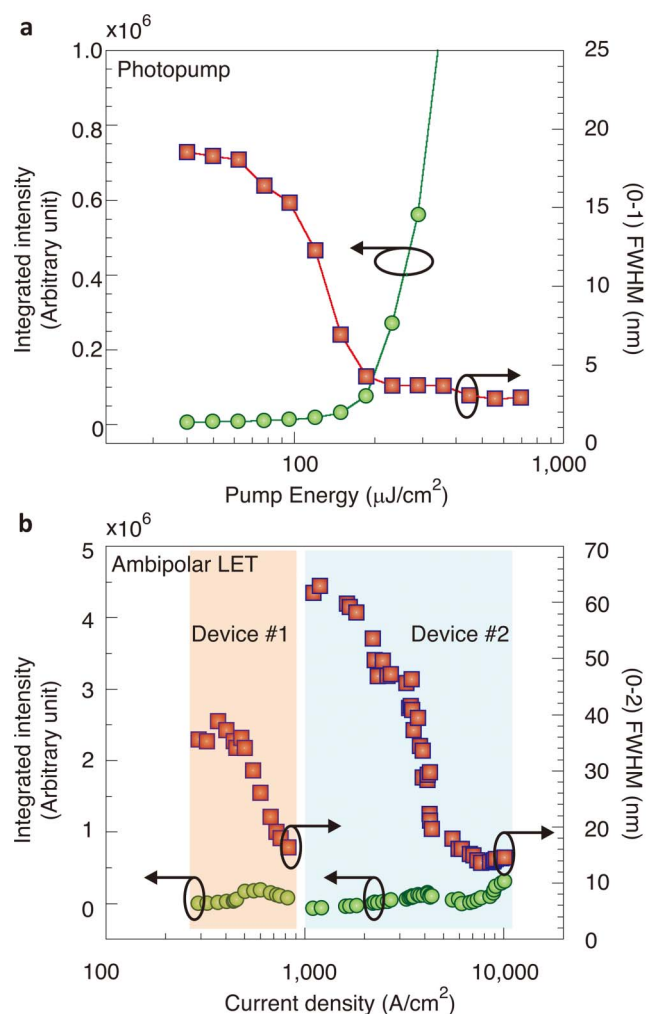 a
x10⁶
1.0
0.8
0.6
0.4
0.2
0
Integrated intensity
(Arbitrary unit)
Photopump
25
20
15
10
5
0
(0-1) FWHM
(nm)
100
1,000
Pump Energy (μJ/cm²)
b
x10⁶
5
4
3
2
1
0
Integrated intensity
(Arbitrary unit)
Ambipolar LET
Device #1
Device #2
70
60
50
40
30
20
10
0
(0-2) FWHM (nm)
100
1,000
10,000
Current density (A/cm²)